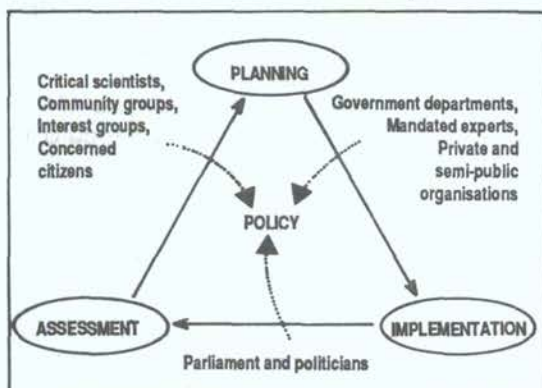 PLANNING
Critical scientists,
Community groups,
Interest groups,
Concerned
citizens
Government departments,
Mandated experts,
Private and
semi-public
organisations
POLICY
ASSESSMENT
IMPLEMENTATION
Parliament and politicians